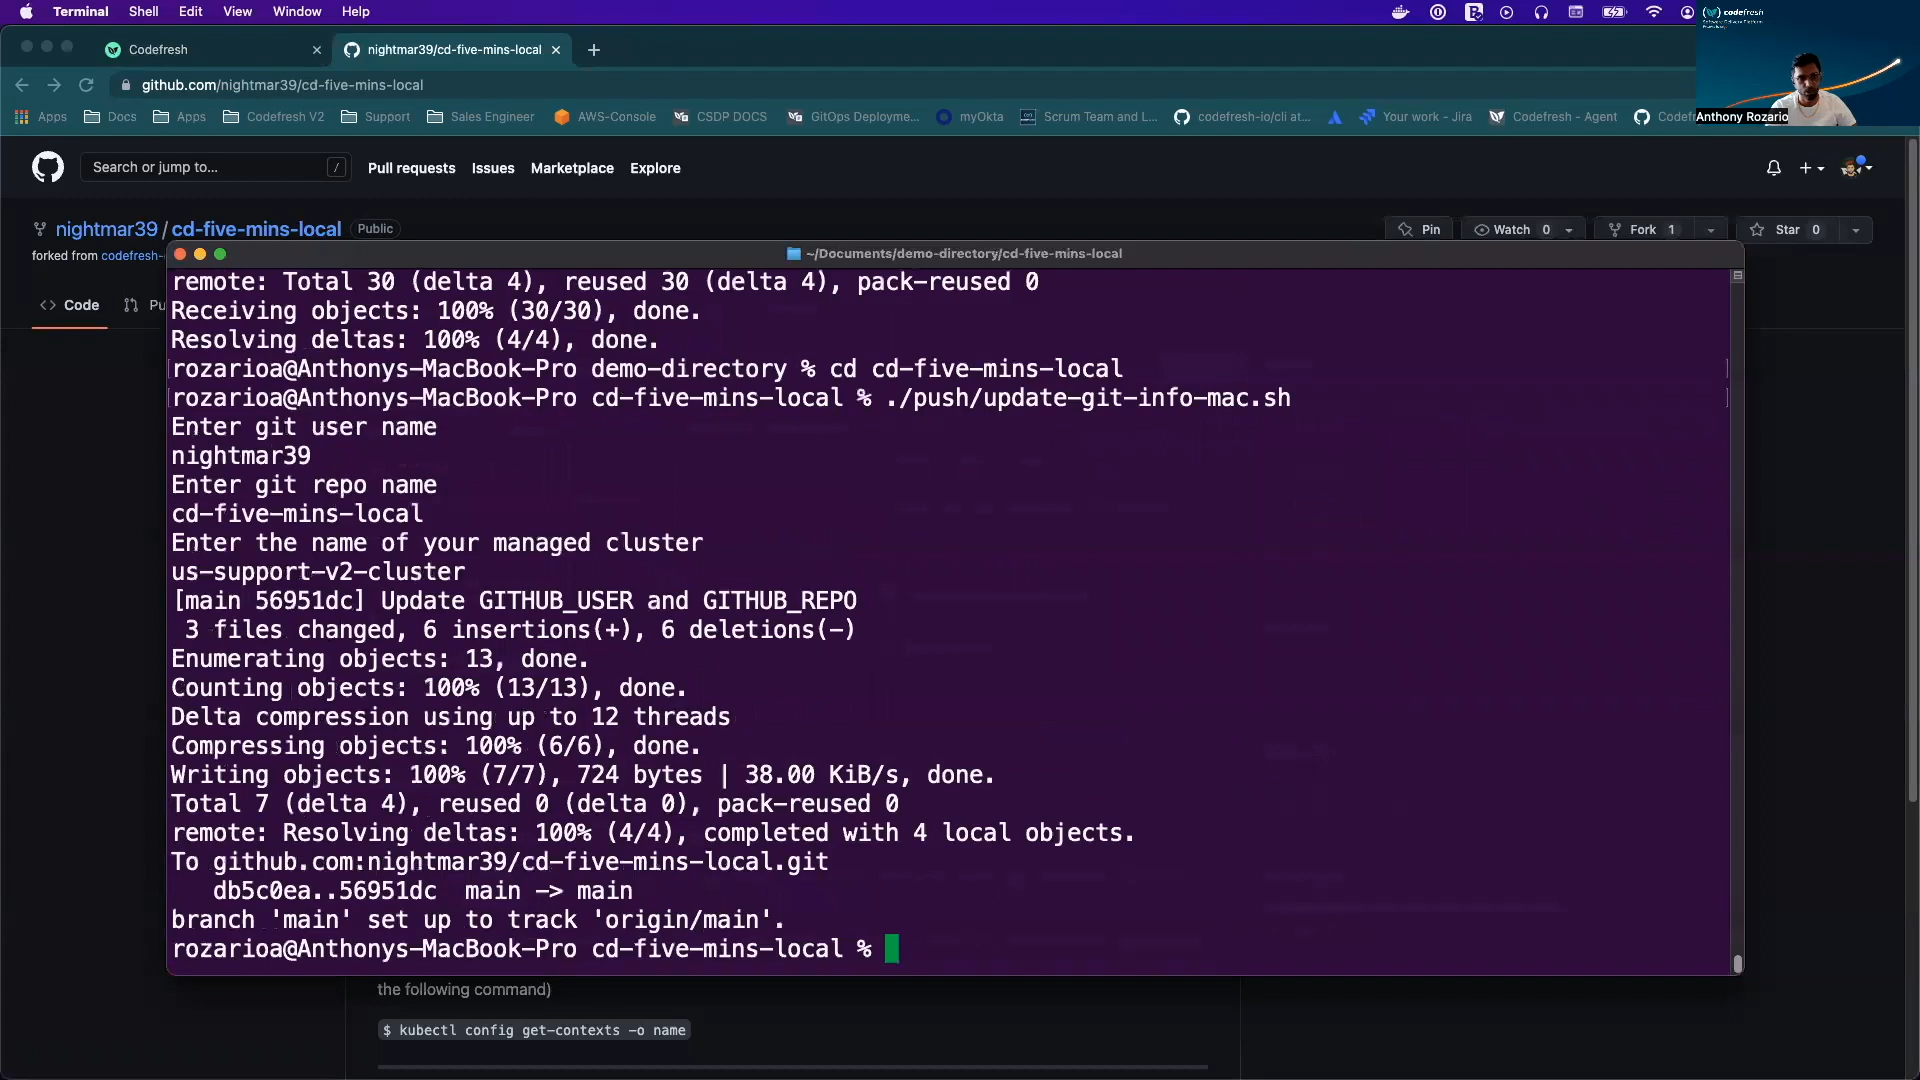 Terminal Shell Edit View Window Help
codefresh
Codefresh
nightmar39/cd-five-mins-local
github.com/nightmar39/cd-five-mins-local
Apps Docs Apps Codefresh V2 Support Sales Engineer AWS-Console CSDP DOCS GitOps Deployme... myOkta Scrum Team and L... codefresh-io/cli at... Your work - Jira Codefresh - Agent Codefr
Anthony Rozario
Search or jump to... /
Pull requests Issues Marketplace Explore
nightmar39 / cd-five-mins-local Public
Pin Watch 0 Fork 1 Star 0
forked from codefresh-
Code Pu
~/Documents/demo-directory/cd-five-mins-local
remote: Total 30 (delta 4), reused 30 (delta 4), pack-reused 0
Receiving objects: 100% (30/30), done.
Resolving deltas: 100% (4/4), done.
[rozarioa@Anthonys-MacBook-Pro demo-directory % cd cd-five-mins-local ]
[rozarioa@Anthonys-MacBook-Pro cd-five-mins-local % ./push/update-git-info-mac.sh ]
Enter git user name
nightmar39
Enter git repo name
cd-five-mins-local
Enter the name of your managed cluster
us-support-v2-cluster
[main 56951dc] Update GITHUB_USER and GITHUB_REPO
3 files changed, 6 insertions(+), 6 deletions(-)
Enumerating objects: 13, done.
Counting objects: 100% (13/13), done.
Delta compression using up to 12 threads
Compressing objects: 100% (6/6), done.
Writing objects: 100% (7/7), 724 bytes | 38.00 KiB/s, done.
Total 7 (delta 4), reused 0 (delta 0), pack-reused 0
remote: Resolving deltas: 100% (4/4), completed with 4 local objects.
To github.com:nightmar39/cd-five-mins-local.git
db5c0ea..56951dc main -> main
branch 'main' set up to track 'origin/main'.
rozarioa@Anthonys-MacBook-Pro cd-five-mins-local %
the following command)
$ kubectl config get-contexts -o name